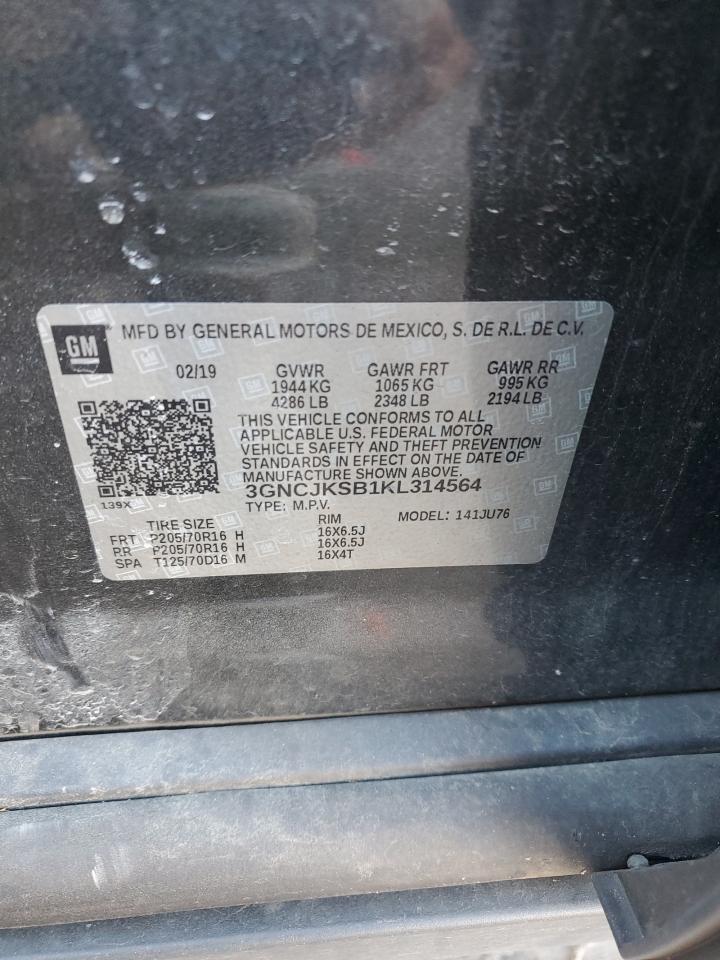 GM
MFD BY GENERAL MOTORS DE MEXICO, S. DE R.L. DE C.V.
02/19 GVWR GAWR FRT GAWR RR
1944 KG 1065 KG 995 KG
4286 LB 2348 LB 2194 LB
THIS VEHICLE CONFORMS TO ALL
APPLICABLE U.S. FEDERAL MOTOR
VEHICLE SAFETY AND THEFT PREVENTION
STANDARDS IN EFFECT ON THE DATE OF
MANUFACTURE SHOWN ABOVE.
139X 3GNCJKSB1KL314564
TYPE: M.P.V. MODEL: 141JU76
TIRE SIZE RIM
FRT P205/70R16 H 16X6.5J
RR P205/70R16 H 16X6.5J
SPA T125/70D16 M 16X4T